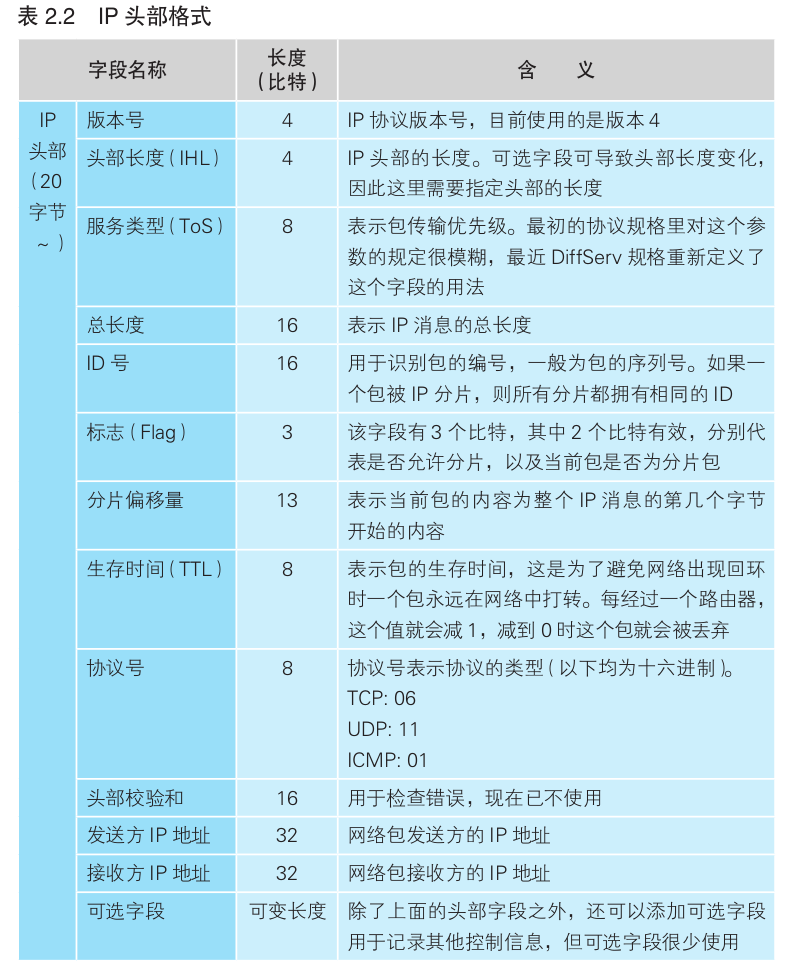 表 2.2 IP 头部格式
字段名称
长度
（比特）
含 义
IP
头部
（20
字节
~ ）
版本号
4
IP 协议版本号，目前使用的是版本 4
头部长度（IHL）
4
IP 头部的长度。可选字段可导致头部长度变化，
因此这里需要指定头部的长度
服务类型（ToS）
8
表示包传输优先级。最初的协议规格里对这个参
数的规定很模糊，最近 DiffServ 规格重新定义了
这个字段的用法
总长度
16
表示 IP 消息的总长度
ID 号
16
用于识别包的编号，一般为包的序列号。如果一
个包被 IP 分片，则所有分片都拥有相同的 ID
标志（Flag）
3
该字段有 3 个比特，其中 2 个比特有效，分别代
表是否允许分片，以及当前包是否为分片包
分片偏移量
13
表示当前包的内容为整个 IP 消息的第几个字节
开始的内容
生存时间（TTL）
8
表示包的生存时间，这是为了避免网络出现回环
时一个包永远在网络中打转。每经过一个路由器，
这个值就会减 1，减到 0 时这个包就会被丢弃
协议号
8
协议号表示协议的类型（以下均为十六进制）。
TCP: 06
UDP: 11
ICMP: 01
头部校验和
16
用于检查错误，现在已不使用
发送方 IP 地址
32
网络包发送方的 IP 地址
接收方 IP 地址
32
网络包接收方的 IP 地址
可选字段
可变长度
除了上面的头部字段之外，还可以添加可选字段
用于记录其他控制信息，但可选字段很少使用